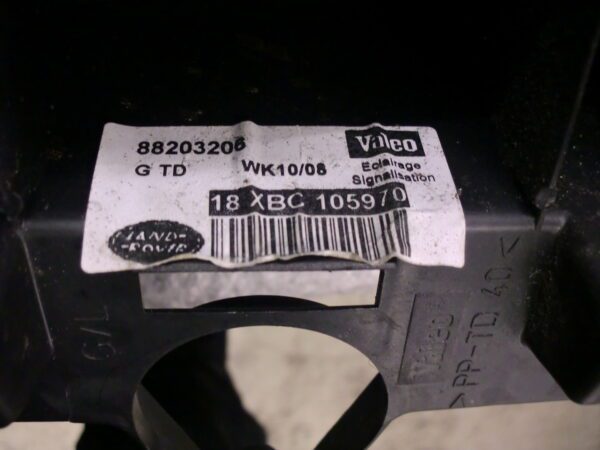 88203206
Valeo
G TD
WK10/08
Eclairage
Signalisation
18 XBC 105970
LAND-
ROVER
G/L
Valeo
>PP-TD 40<